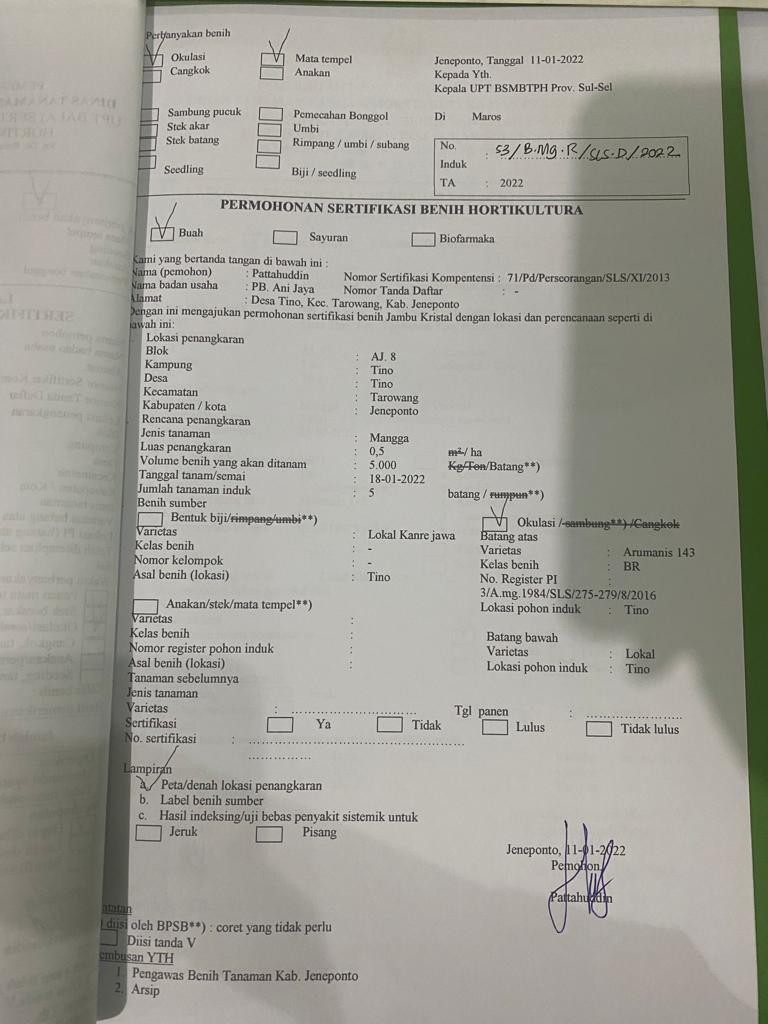 Perbanyakan benih
Okulasi
Mata tempel
Cangkok
Anakan
Jeneponto, Tanggal 11-01-2022
Kepada Yth.
Kepala UPT BSMBTPH Prov. Sul-Sel
Sambung pucuk
Pemecahan Bonggol
Di Maros
Stek akar
Umbi
Stek batang
Rimpang / umbi / subang
Seedling
Biji / seedling
No. Induk : 53/B.Mg.R/SLS.D/2022
TA : 2022
PERMOHONAN SERTIFIKASI BENIH HORTIKULTURA
Buah Sayuran Biofarmaka
Kami yang bertanda tangan di bawah ini :
Nama (pemohon) : Pattahuddin Nomor Sertifikasi Kompentensi : 71/Pd/Perseorangan/SLS/XI/2013
Nama badan usaha : PB. Ani Jaya Nomor Tanda Daftar : -
Alamat : Desa Tino, Kec. Tarowang, Kab. Jeneponto
Dengan ini mengajukan permohonan sertifikasi benih Jambu Kristal dengan lokasi dan perencanaan seperti di
bawah ini:
Lokasi penangkaran
Blok : AJ. 8
Kampung : Tino
Desa : Tino
Kecamatan : Tarowang
Kabupaten / kota : Jeneponto
Rencana penangkaran
Jenis tanaman : Mangga
Luas penangkaran : 0,5 m²/ ha
Volume benih yang akan ditanam : 5.000 Kg/Ton/Batang**)
Tanggal tanam/semai : 18-01-2022
Jumlah tanaman induk : 5 batang / rumpun**)
Benih sumber
Bentuk biji/rimpang/umbi**)
Varietas : Lokal Kanre jawa
Kelas benih : -
Nomor kelompok : -
Asal benih (lokasi) : Tino
Okulasi /sambung**) /Cangkok
Batang atas
Varietas : Arumanis 143
Kelas benih : BR
No. Register PI :
3/A.mg.1984/SLS/275-279/8/2016
Lokasi pohon induk : Tino
Anakan/stek/mata tempel**)
Varietas :
Kelas benih :
Nomor register pohon induk :
Asal benih (lokasi) :
Batang bawah
Varietas : Lokal
Lokasi pohon induk : Tino
Tanaman sebelumnya
Jenis tanaman
Varietas : .................................. Tgl panen : .........................
Sertifikasi Ya Tidak Lulus Tidak lulus
No. sertifikasi : ..........................................................
................
Lampiran
a. Peta/denah lokasi penangkaran
b. Label benih sumber
c. Hasil indeksing/uji bebas penyakit sistemik untuk
Jeruk Pisang
Jeneponto, 11-01-2022
Pemohon
Pattahuddin
atatan
) diisi oleh BPSB**) : coret yang tidak perlu
Diisi tanda V
embusan YTH
1. Pengawas Benih Tanaman Kab. Jeneponto
2. Arsip